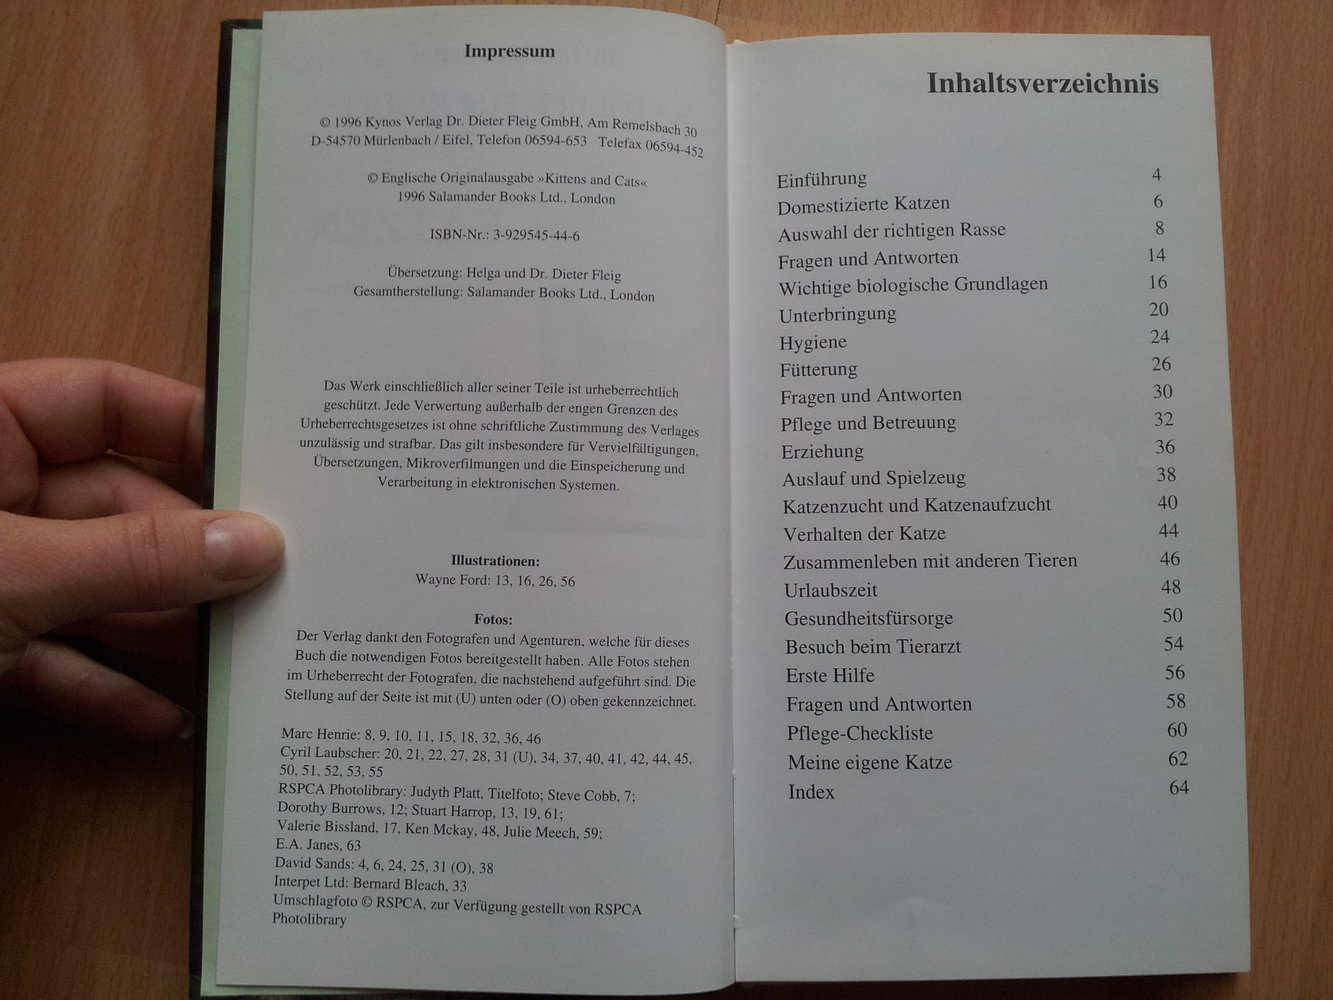 Impressum
© 1996 Kynos Verlag Dr. Dieter Fleig GmbH, Am Remelsbach 30
D-54570 Mürlenbach / Eifel, Telefon 06594-653 Telefax 06594-452
© Englische Originalausgabe »Kittens and Cats«
1996 Salamander Books Ltd., London
ISBN-Nr.: 3-929545-44-6
Übersetzung: Helga und Dr. Dieter Fleig
Gesamtherstellung: Salamander Books Ltd., London
Das Werk einschließlich aller seiner Teile ist urheberrechtlich
geschützt. Jede Verwertung außerhalb der engen Grenzen des
Urheberrechtsgesetzes ist ohne schriftliche Zustimmung des Verlages
unzulässig und strafbar. Das gilt insbesondere für Vervielfältigungen,
Übersetzungen, Mikroverfilmungen und die Einspeicherung und
Verarbeitung in elektronischen Systemen.
Illustrationen:
Wayne Ford: 13, 16, 26, 56
Fotos:
Der Verlag dankt den Fotografen und Agenturen, welche für dieses
Buch die notwendigen Fotos bereitgestellt haben. Alle Fotos stehen
im Urheberrecht der Fotografen, die nachstehend aufgeführt sind. Die
Stellung auf der Seite ist mit (U) unten oder (O) oben gekennzeichnet.
Marc Henrie: 8, 9, 10, 11, 15, 18, 32, 36, 46
Cyril Laubscher: 20, 21, 22, 27, 28, 31 (U), 34, 37, 40, 41, 42, 44, 45,
50, 51, 52, 53, 55
RSPCA Photolibrary: Judyth Platt, Titelfoto; Steve Cobb, 7;
Dorothy Burrows, 12; Stuart Harrop, 13, 19, 61;
Valerie Bissland, 17, Ken Mckay, 48, Julie Meech, 59;
E.A. Janes, 63
David Sands: 4, 6, 24, 25, 31 (O), 38
Interpet Ltd: Bernard Bleach, 33
Umschlagfoto © RSPCA, zur Verfügung gestellt von RSPCA
Photolibrary
Inhaltsverzeichnis
Einführung 4
Domestizierte Katzen 6
Auswahl der richtigen Rasse 8
Fragen und Antworten 14
Wichtige biologische Grundlagen 16
Unterbringung 20
Hygiene 24
Fütterung 26
Fragen und Antworten 30
Pflege und Betreuung 32
Erziehung 36
Auslauf und Spielzeug 38
Katzenzucht und Katzenaufzucht 40
Verhalten der Katze 44
Zusammenleben mit anderen Tieren 46
Urlaubszeit 48
Gesundheitsfürsorge 50
Besuch beim Tierarzt 54
Erste Hilfe 56
Fragen und Antworten 58
Pflege-Checkliste 60
Meine eigene Katze 62
Index 64